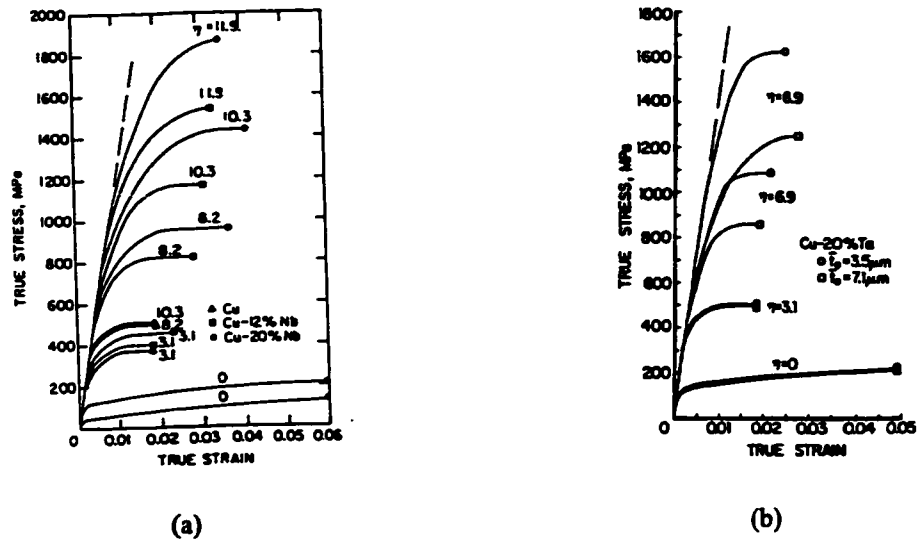 2000
1800
1600
1400
1200
1000
800
600
400
200
TRUE STRESS, MPa
η=11.9
11.9
10.3
10.3
8.2
8.2
10.3
8.2
3.1
3.1
3.1
0
0
△ Cu
□ Cu-12% Nb
○ Cu-20% Nb
0 0.01 0.02 0.03 0.04 0.05 0.06
TRUE STRAIN
(a)
1600
1400
1200
1000
800
600
400
200
TRUE STRESS, MPa
η=6.9
Cu-20%Ta
=3.5μm
=7.1μm
η=3.1
η=0
0 0.01 0.02 0.03 0.04 0.05
TRUE STRAIN
(b)